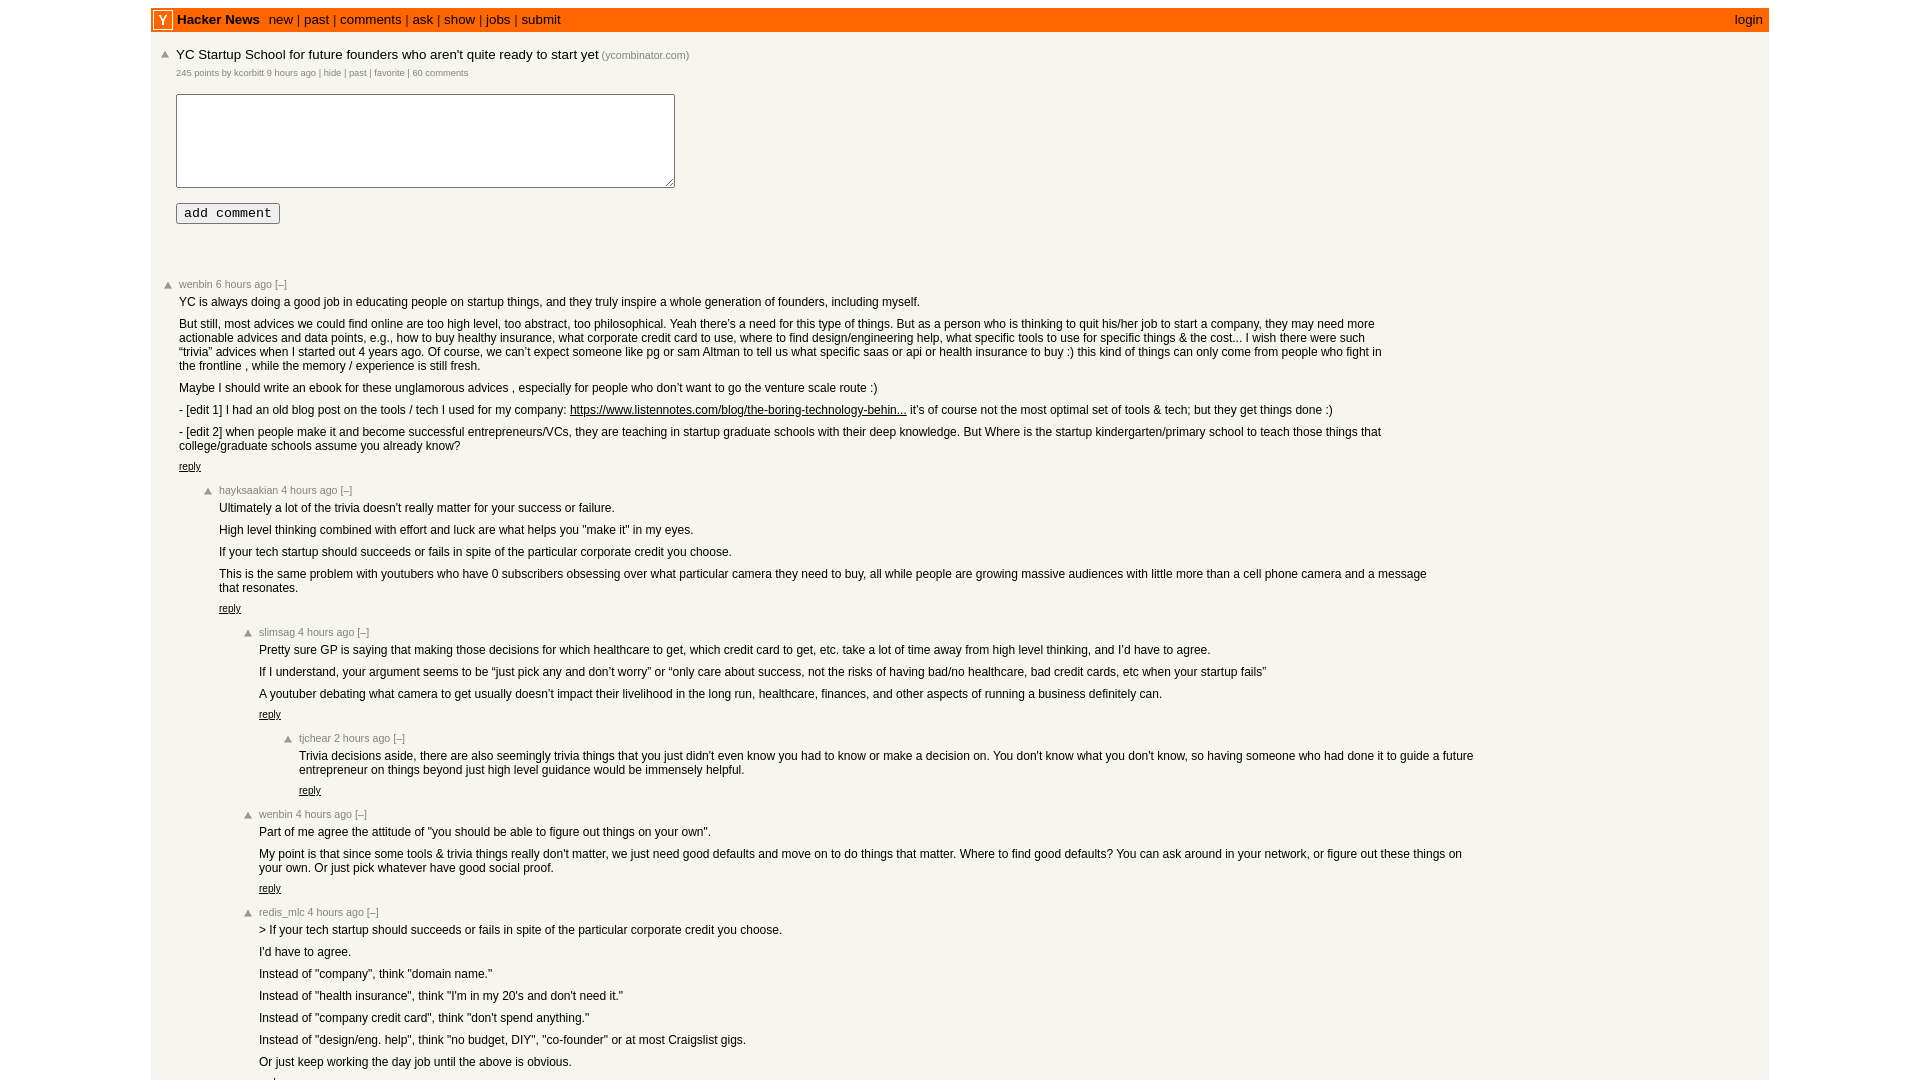 Y Hacker News new | past | comments | ask | show | jobs | submit login
YC Startup School for future founders who aren't quite ready to start yet (ycombinator.com)
245 points by kcorbitt 9 hours ago | hide | past | favorite | 60 comments
add comment
wenbin 6 hours ago [–]
YC is always doing a good job in educating people on startup things, and they truly inspire a whole generation of founders, including myself.
But still, most advices we could find online are too high level, too abstract, too philosophical. Yeah there’s a need for this type of things. But as a person who is thinking to quit his/her job to start a company, they may need more
actionable advices and data points, e.g., how to buy healthy insurance, what corporate credit card to use, where to find design/engineering help, what specific tools to use for specific things & the cost... I wish there were such
“trivia” advices when I started out 4 years ago. Of course, we can’t expect someone like pg or sam Altman to tell us what specific saas or api or health insurance to buy :) this kind of things can only come from people who fight in
the frontline , while the memory / experience is still fresh.
Maybe I should write an ebook for these unglamorous advices , especially for people who don’t want to go the venture scale route :)
- [edit 1] I had an old blog post on the tools / tech I used for my company: https://www.listennotes.com/blog/the-boring-technology-behin... it’s of course not the most optimal set of tools & tech; but they get things done :)
- [edit 2] when people make it and become successful entrepreneurs/VCs, they are teaching in startup graduate schools with their deep knowledge. But Where is the startup kindergarten/primary school to teach those things that
college/graduate schools assume you already know?
reply
hayksaakian 4 hours ago [–]
Ultimately a lot of the trivia doesn't really matter for your success or failure.
High level thinking combined with effort and luck are what helps you "make it" in my eyes.
If your tech startup should succeeds or fails in spite of the particular corporate credit you choose.
This is the same problem with youtubers who have 0 subscribers obsessing over what particular camera they need to buy, all while people are growing massive audiences with little more than a cell phone camera and a message
that resonates.
reply
slimsag 4 hours ago [–]
Pretty sure GP is saying that making those decisions for which healthcare to get, which credit card to get, etc. take a lot of time away from high level thinking, and I’d have to agree.
If I understand, your argument seems to be “just pick any and don’t worry” or “only care about success, not the risks of having bad/no healthcare, bad credit cards, etc when your startup fails”
A youtuber debating what camera to get usually doesn’t impact their livelihood in the long run, healthcare, finances, and other aspects of running a business definitely can.
reply
tjchear 2 hours ago [–]
Trivia decisions aside, there are also seemingly trivia things that you just didn't even know you had to know or make a decision on. You don't know what you don't know, so having someone who had done it to guide a future
entrepreneur on things beyond just high level guidance would be immensely helpful.
reply
wenbin 4 hours ago [–]
Part of me agree the attitude of "you should be able to figure out things on your own".
My point is that since some tools & trivia things really don't matter, we just need good defaults and move on to do things that matter. Where to find good defaults? You can ask around in your network, or figure out these things on
your own. Or just pick whatever have good social proof.
reply
redis_mlc 4 hours ago [–]
> If your tech startup should succeeds or fails in spite of the particular corporate credit you choose.
I'd have to agree.
Instead of "company", think "domain name."
Instead of "health insurance", think "I'm in my 20's and don't need it."
Instead of "company credit card", think "don't spend anything."
Instead of "design/eng. help", think "no budget, DIY", "co-founder" or at most Craigslist gigs.
Or just keep working the day job until the above is obvious.